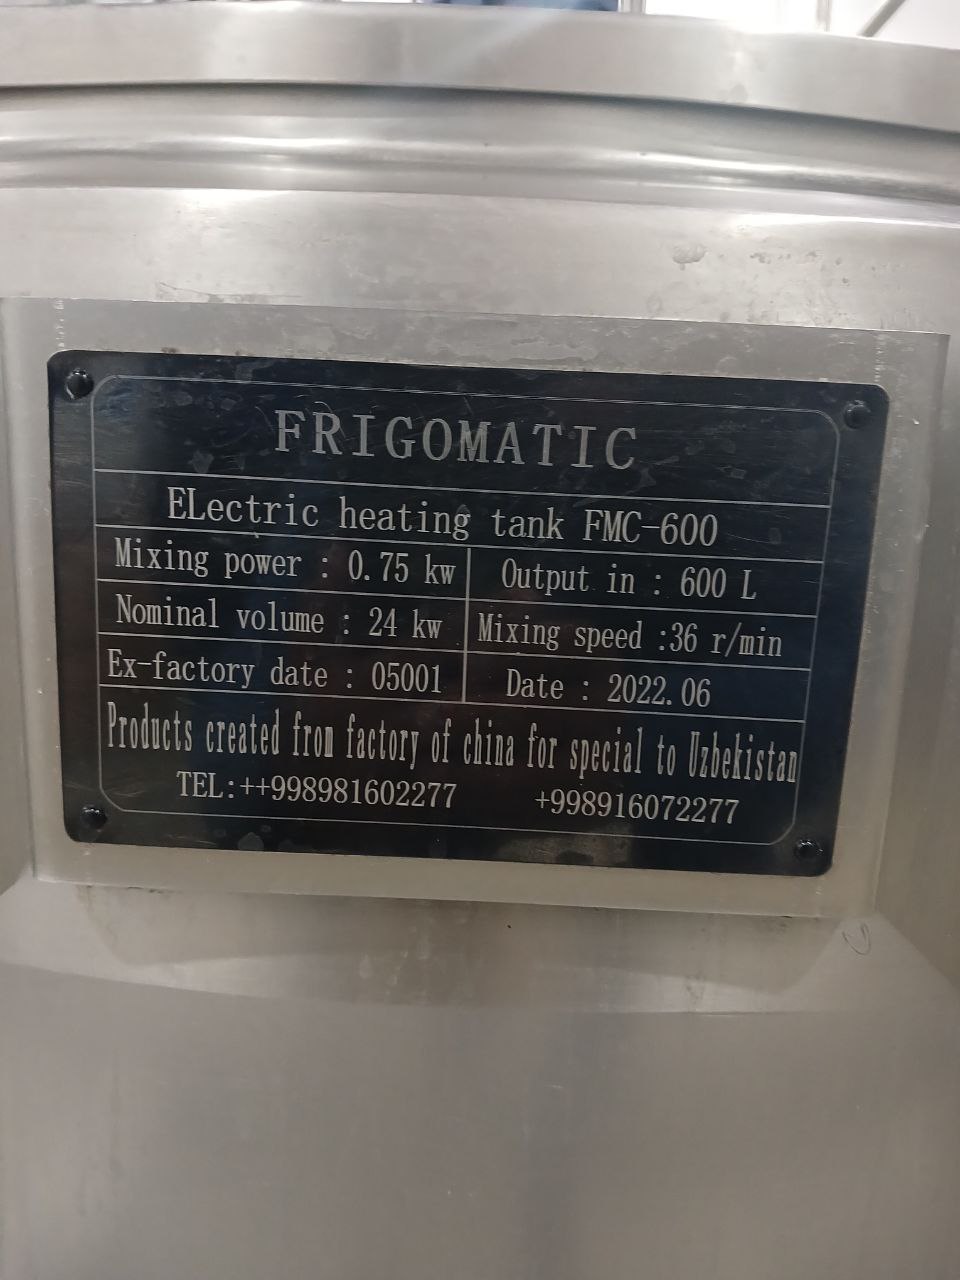 FRIGOMATIC
ELectric heating tank FMC-600
Mixing power : 0.75 kw Output in : 600 L
Nominal volume : 24 kw Mixing speed :36 r/min
Ex-factory date : 05001 Date : 2022.06
Products created from factory of china for special to Uzbekistan
TEL:++998981602277 +998916072277